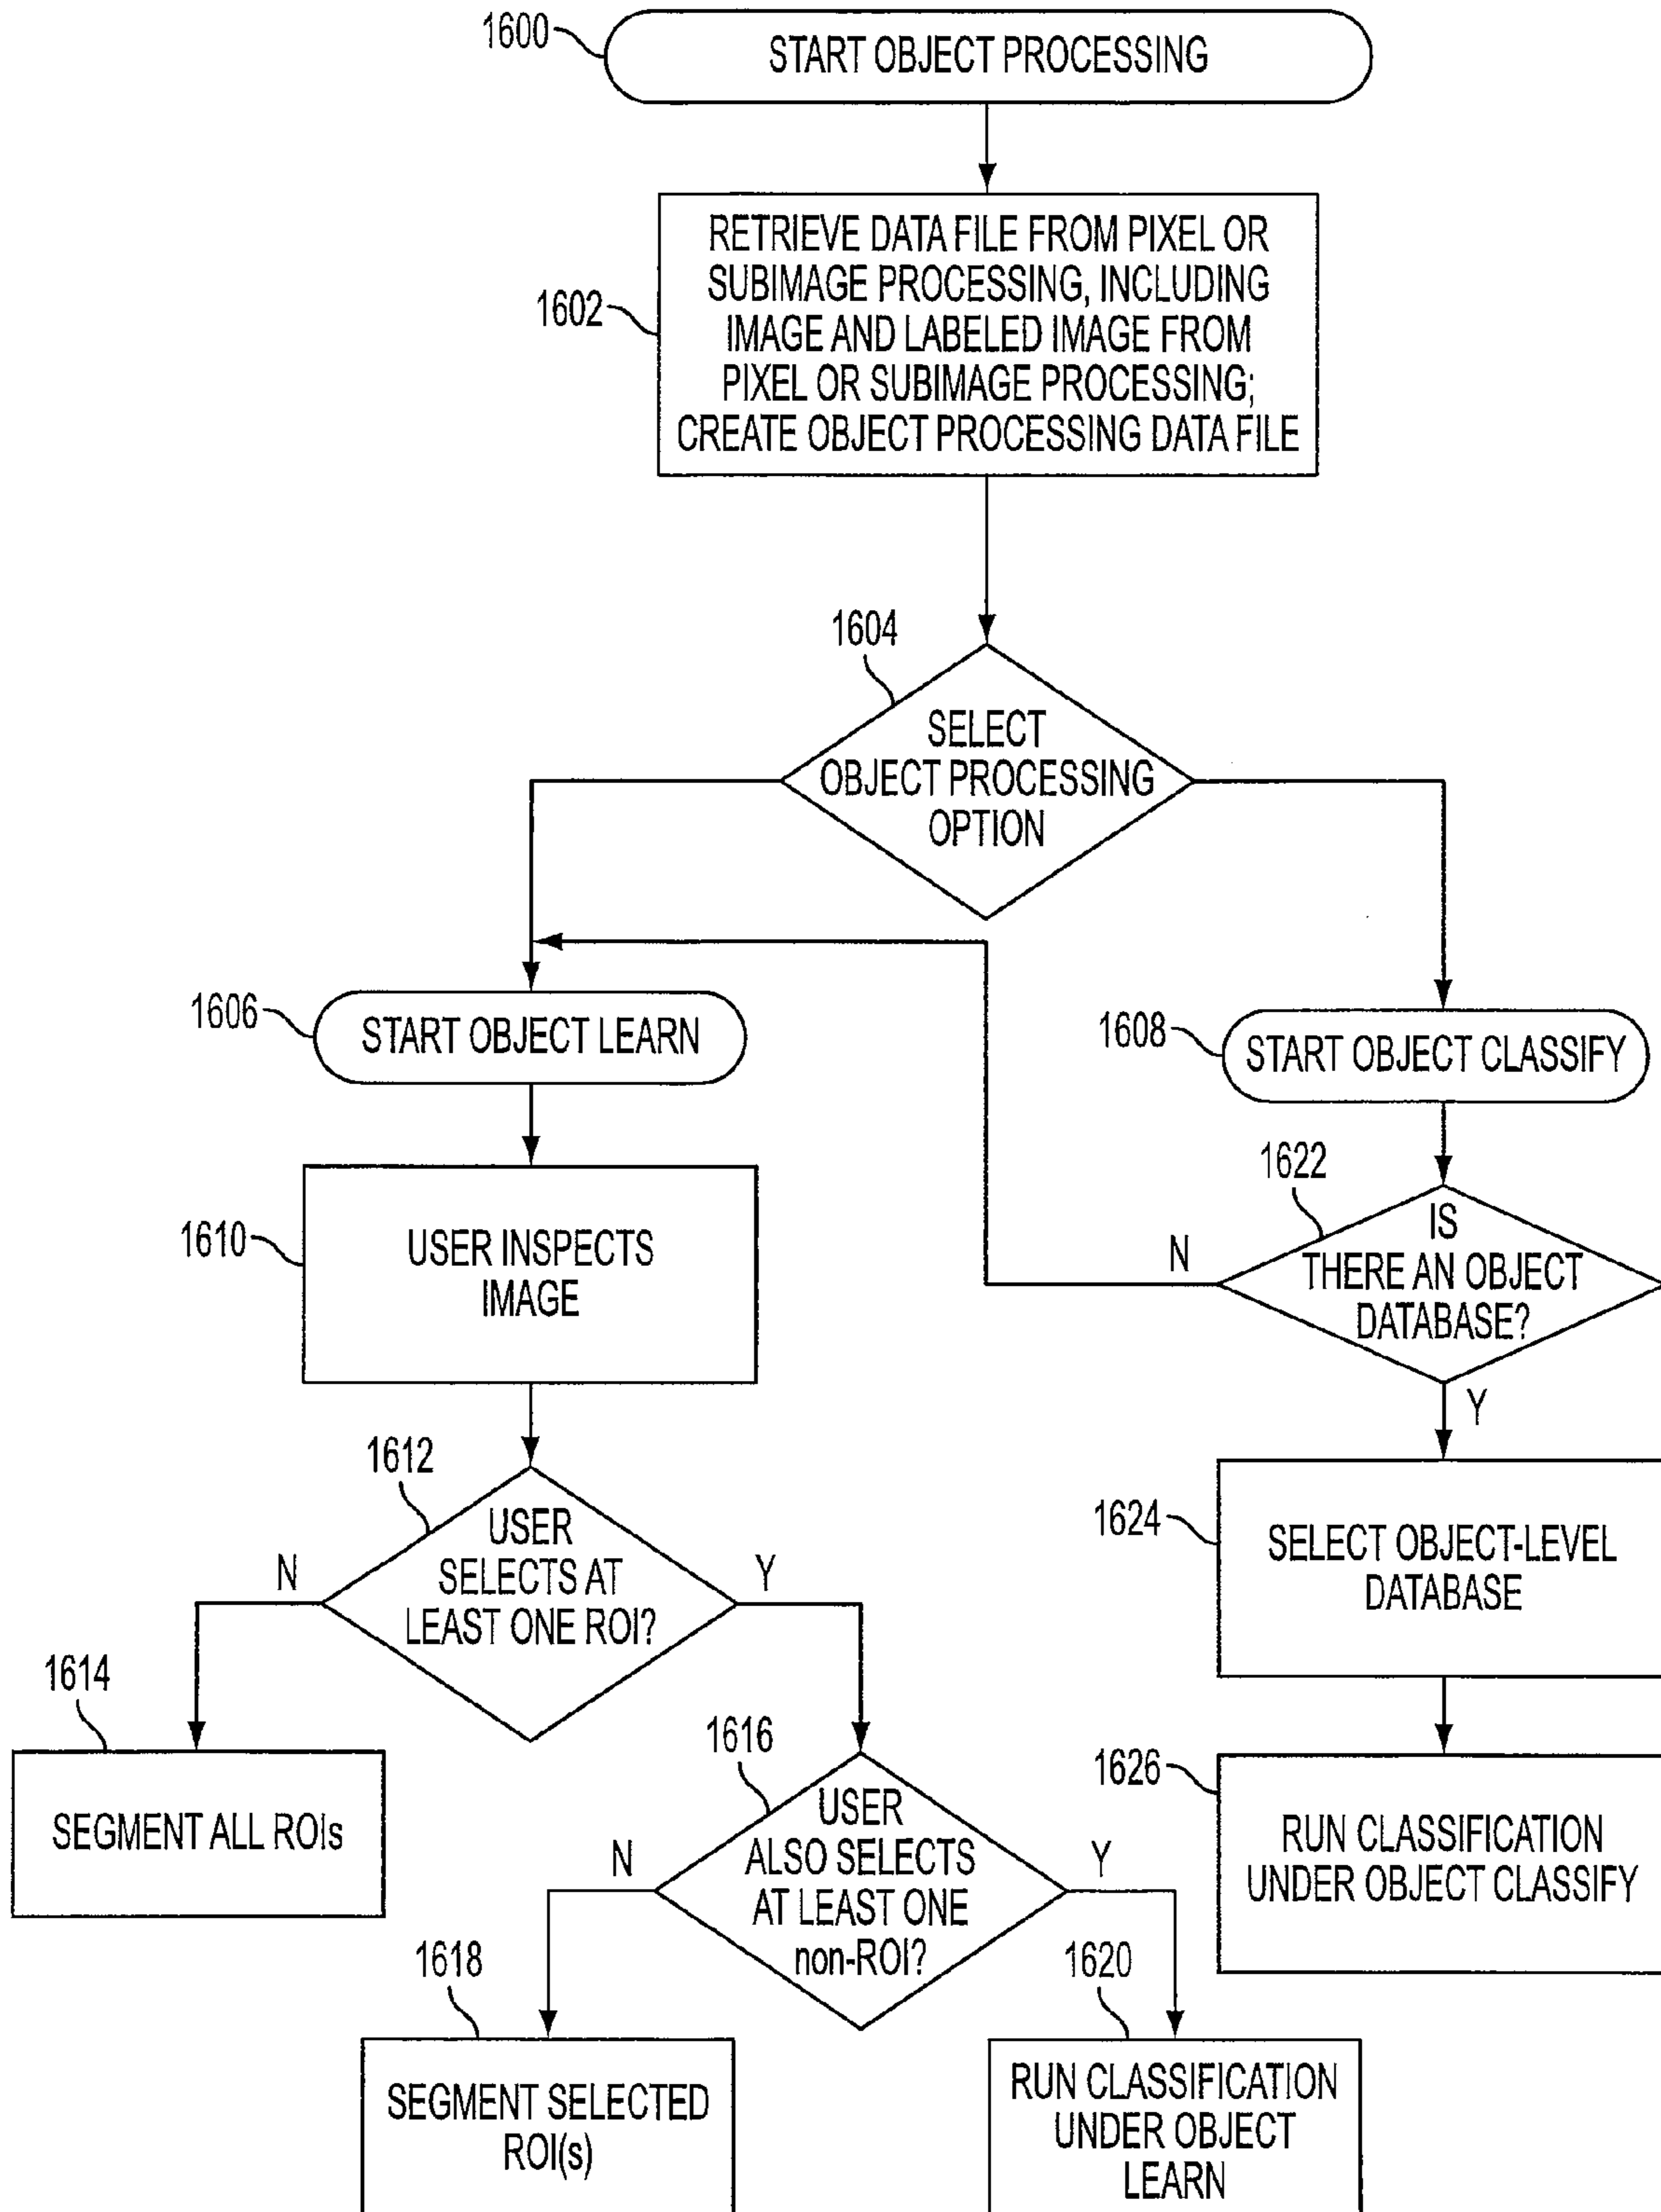 1600
START OBJECT PROCESSING
1602
RETRIEVE DATA FILE FROM PIXEL OR
SUBIMAGE PROCESSING, INCLUDING
IMAGE AND LABELED IMAGE FROM
PIXEL OR SUBIMAGE PROCESSING;
CREATE OBJECT PROCESSING DATA FILE
1604
SELECT
OBJECT PROCESSING
OPTION
1606
START OBJECT LEARN
1608
START OBJECT CLASSIFY
1610
USER INSPECTS
IMAGE
1622
IS
THERE AN OBJECT
DATABASE?
N
Y
1612
USER
SELECTS AT
LEAST ONE ROI?
N
Y
1624
SELECT OBJECT-LEVEL
DATABASE
1614
SEGMENT ALL ROIs
1616
USER
ALSO SELECTS
AT LEAST ONE
non-ROI?
N
Y
1626
RUN CLASSIFICATION
UNDER OBJECT CLASSIFY
1618
SEGMENT SELECTED
ROI(s)
1620
RUN CLASSIFICATION
UNDER OBJECT
LEARN